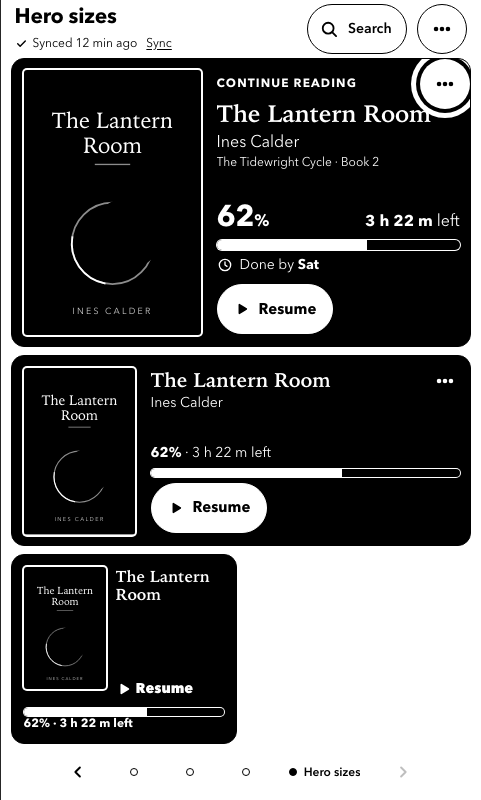 Hero sizes
Synced 12 min ago Sync
Search
The Lantern
Room
INES CALDER
CONTINUE READING
The Lantern Room
Ines Calder
The Tidewright Cycle · Book 2
62% 3 h 22 m left
Done by Sat
Resume
The Lantern
Room
INES CALDER
The Lantern Room
Ines Calder
62% · 3 h 22 m left
Resume
The Lantern
Room
INES CALDER
The Lantern
Room
Resume
62% · 3 h 22 m left
Hero sizes